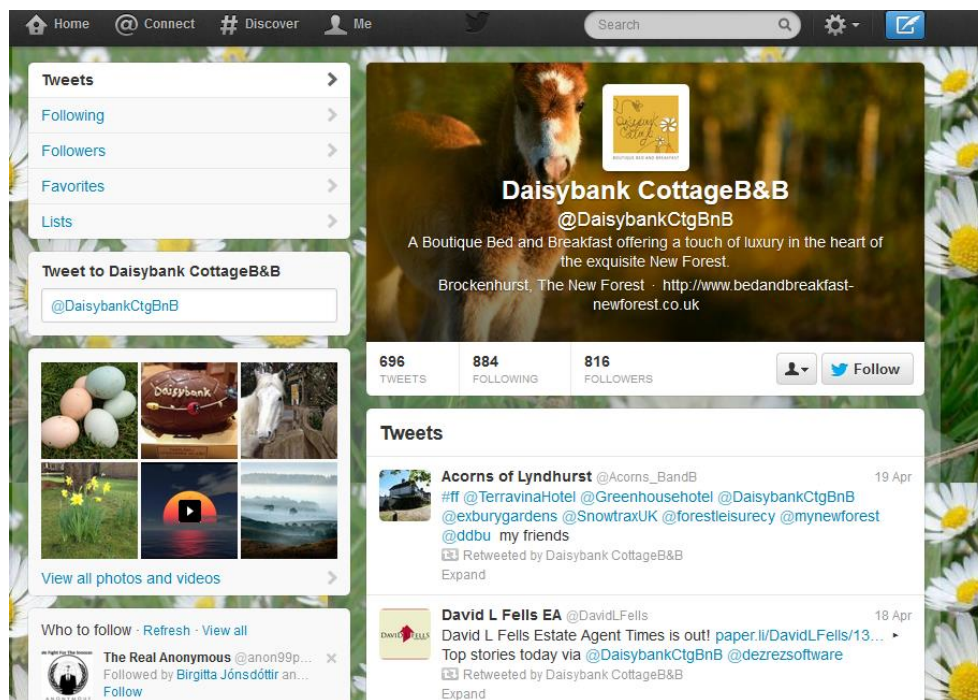 Home Connect Discover Me Search
Tweets
Following
Followers
Favorites
Lists
Tweet to Daisybank CottageB&B
@DaisybankCtgBnB
Daisybank
View all photos and videos
Who to follow · Refresh · View all
The Real Anonymous @anon99p...
Followed by Birgitta Jónsdóttir an...
Follow
BOUTIQUE BED AND BREAKFAST
Daisybank CottageB&B
@DaisybankCtgBnB
A Boutique Bed and Breakfast offering a touch of luxury in the heart of
the exquisite New Forest.
Brockenhurst, The New Forest · http://www.bedandbreakfast-
newforest.co.uk
696 884 816
TWEETS FOLLOWING FOLLOWERS
Follow
Tweets
Acorns of Lyndhurst @Acorns_BandB 19 Apr
#ff @TerravinaHotel @Greenhousehotel @DaisybankCtgBnB
@exburygardens @SnowtraxUK @forestleisurecy @mynewforest
@ddbu my friends
Retweeted by Daisybank CottageB&B
Expand
DAVID FELLS
David L Fells EA @DavidLFells 18 Apr
David L Fells Estate Agent Times is out! paper.li/DavidLFells/13... ▸
Top stories today via @DaisybankCtgBnB @dezrezsoftware
Retweeted by Daisybank CottageB&B
Expand